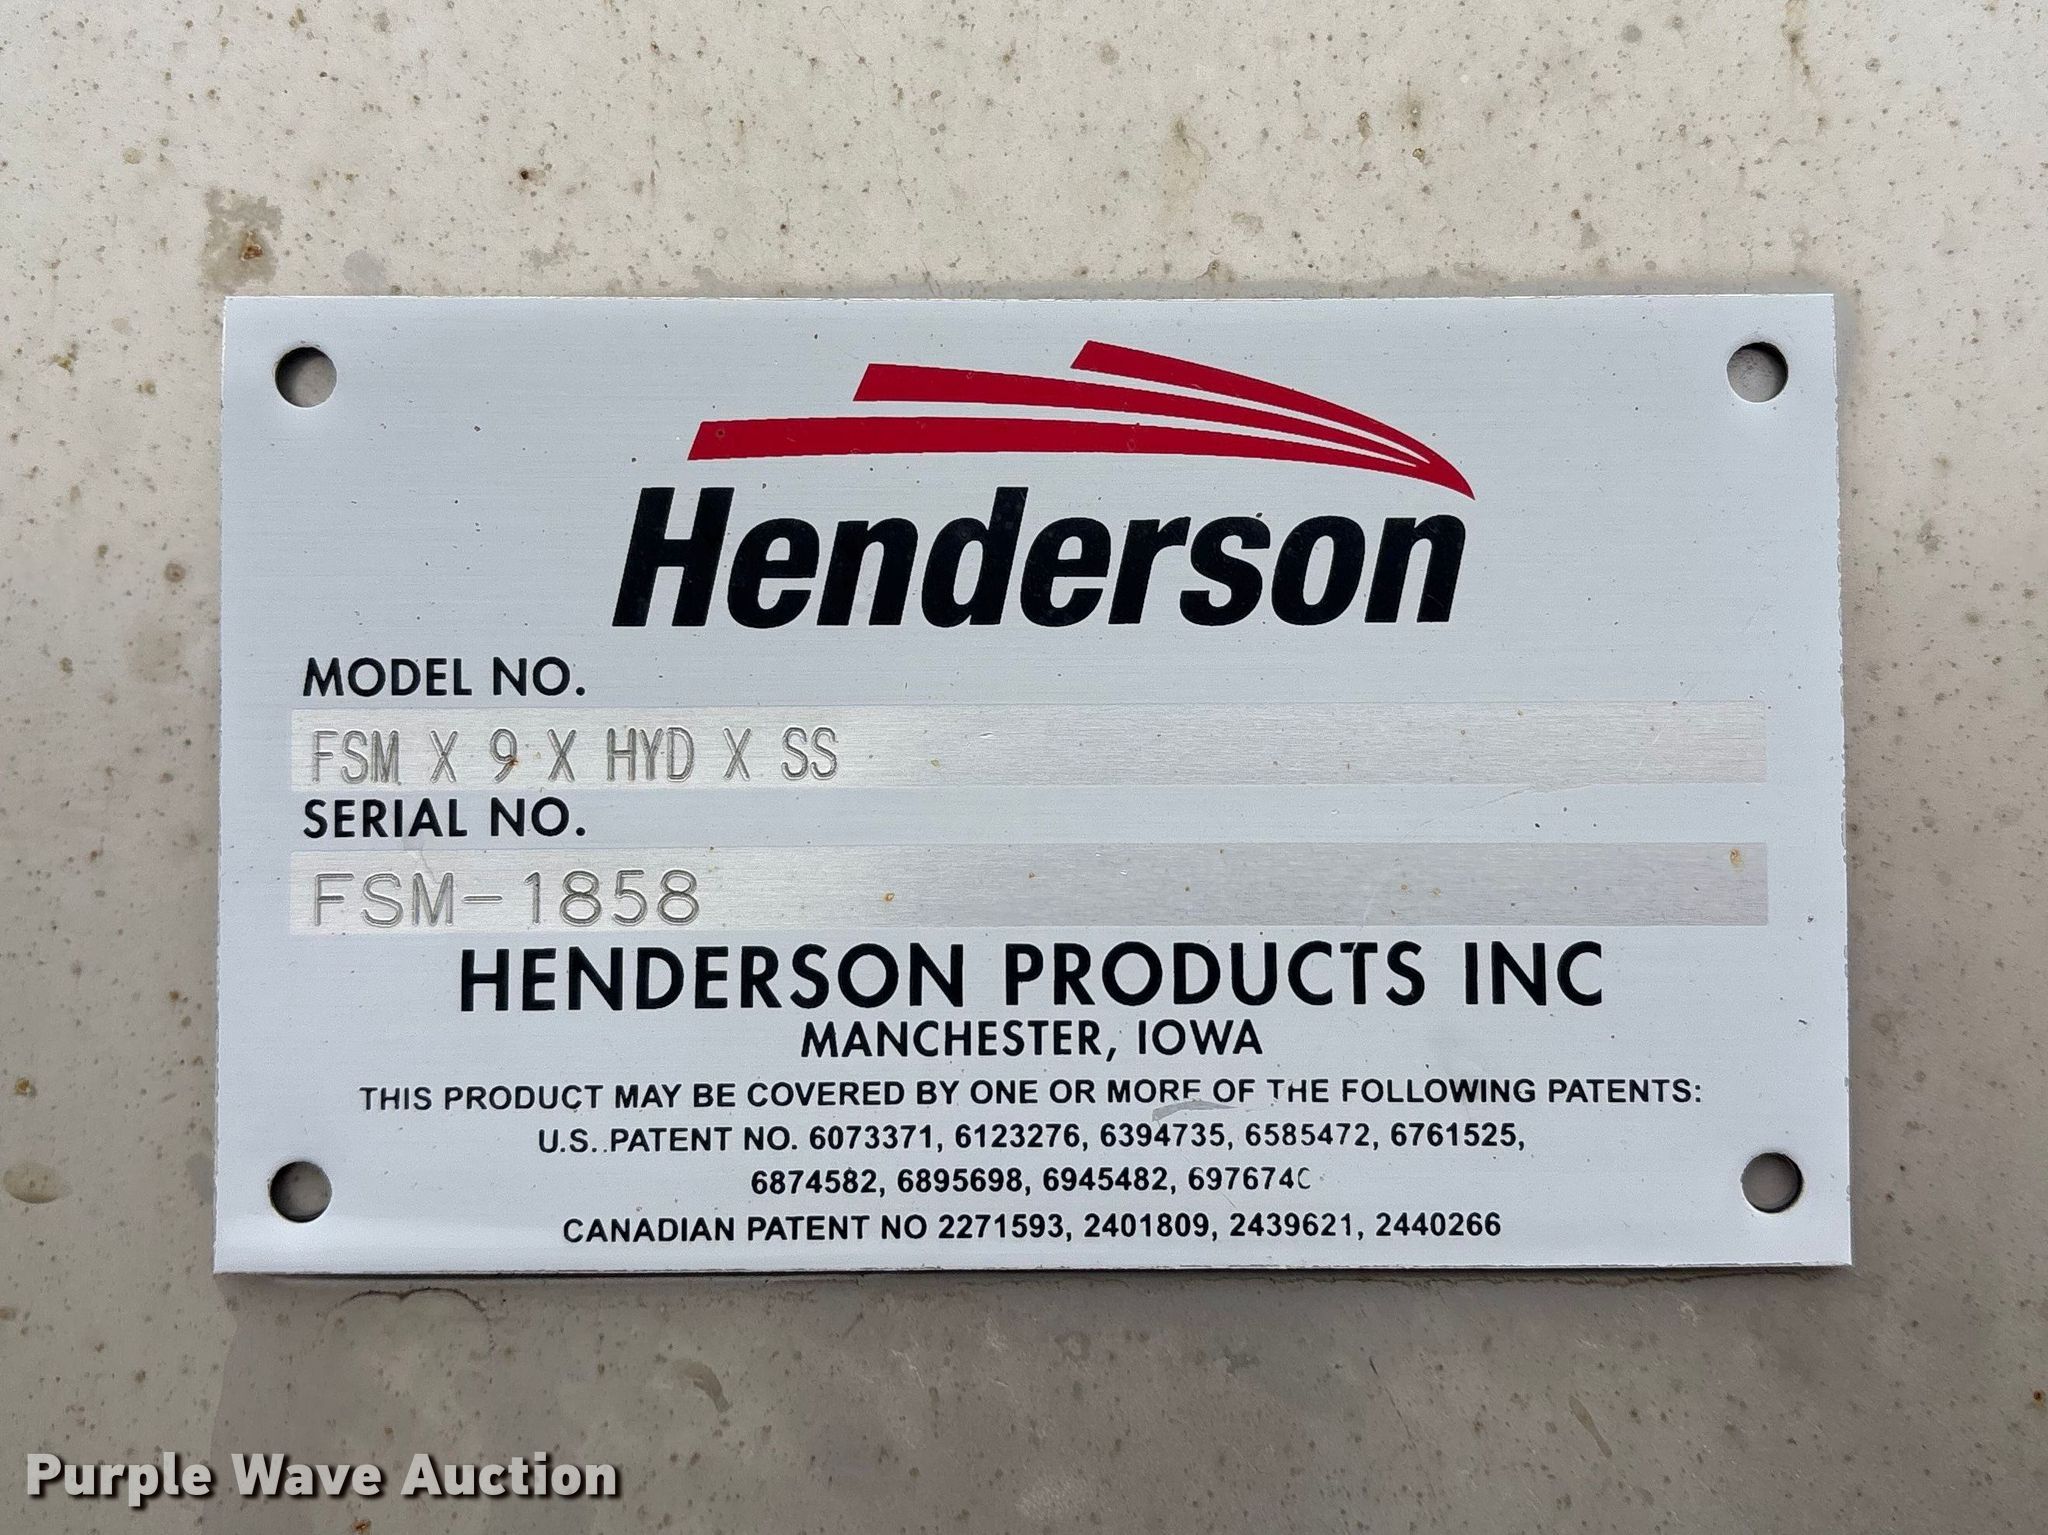 Henderson
MODEL NO.
FSM X 9 X HYD X SS
SERIAL NO.
FSM-1858
HENDERSON PRODUCTS INC
MANCHESTER, IOWA
THIS PRODUCT MAY BE COVERED BY ONE OR MORE OF THE FOLLOWING PATENTS:
U.S. PATENT NO. 6073371, 6123276, 6394735, 6585472, 6761525,
6874582, 6895698, 6945482, 6976740
CANADIAN PATENT NO 2271593, 2401809, 2439621, 2440266
Purple Wave Auction